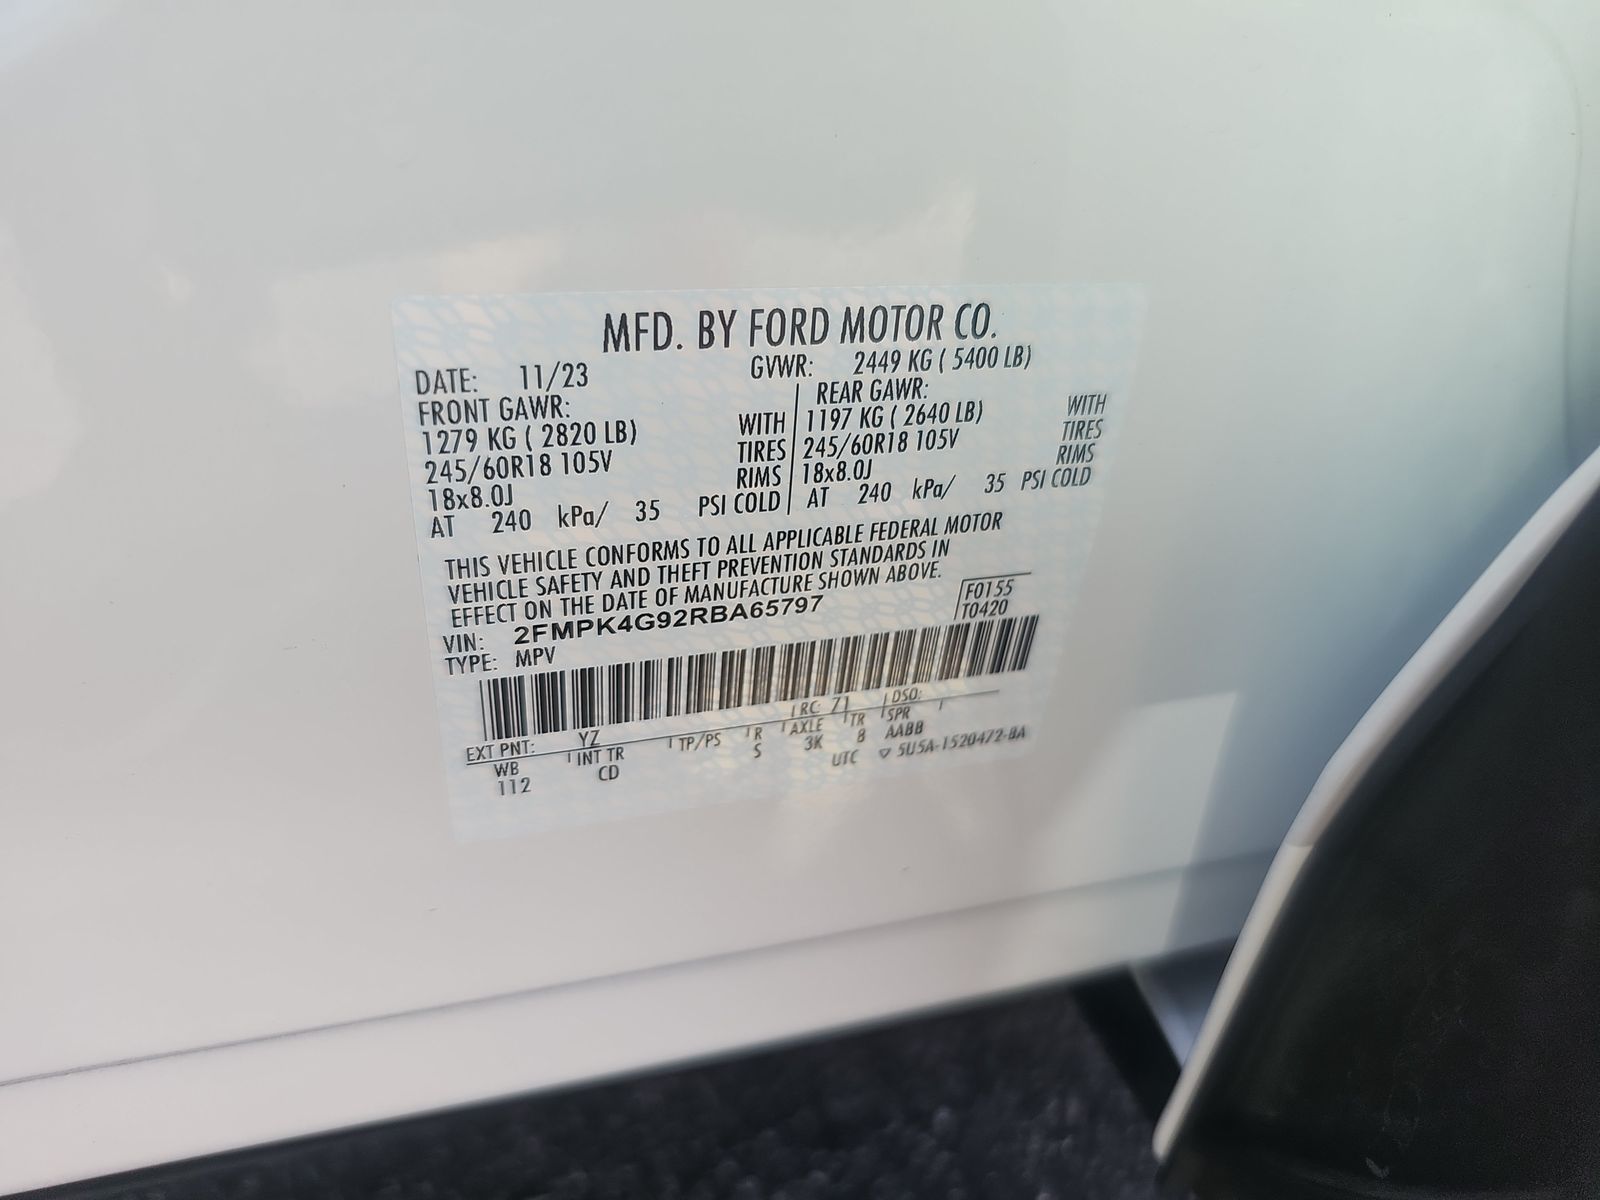 MFD. BY FORD MOTOR CO.
DATE: 11/23 GVWR: 2449 KG ( 5400 LB)
FRONT GAWR: REAR GAWR:
1279 KG ( 2820 LB) WITH 1197 KG ( 2640 LB) WITH
245/60R18 105V TIRES 245/60R18 105V TIRES
18x8.0J RIMS 18x8.0J RIMS
AT 240 kPa/ 35 PSI COLD AT 240 kPa/ 35 PSI COLD
THIS VEHICLE CONFORMS TO ALL APPLICABLE FEDERAL MOTOR
VEHICLE SAFETY AND THEFT PREVENTION STANDARDS IN
EFFECT ON THE DATE OF MANUFACTURE SHOWN ABOVE.
VIN: 2FMPK4G92RBA65797 F0155
TYPE: MPV T0420
EXT PNT: YZ RC: 71 DSO:
WB INT TR TP/PS R AXLE TR SPR
112 CD S 3K B AABB
UTC ▽ 5U5A-1520472-BA